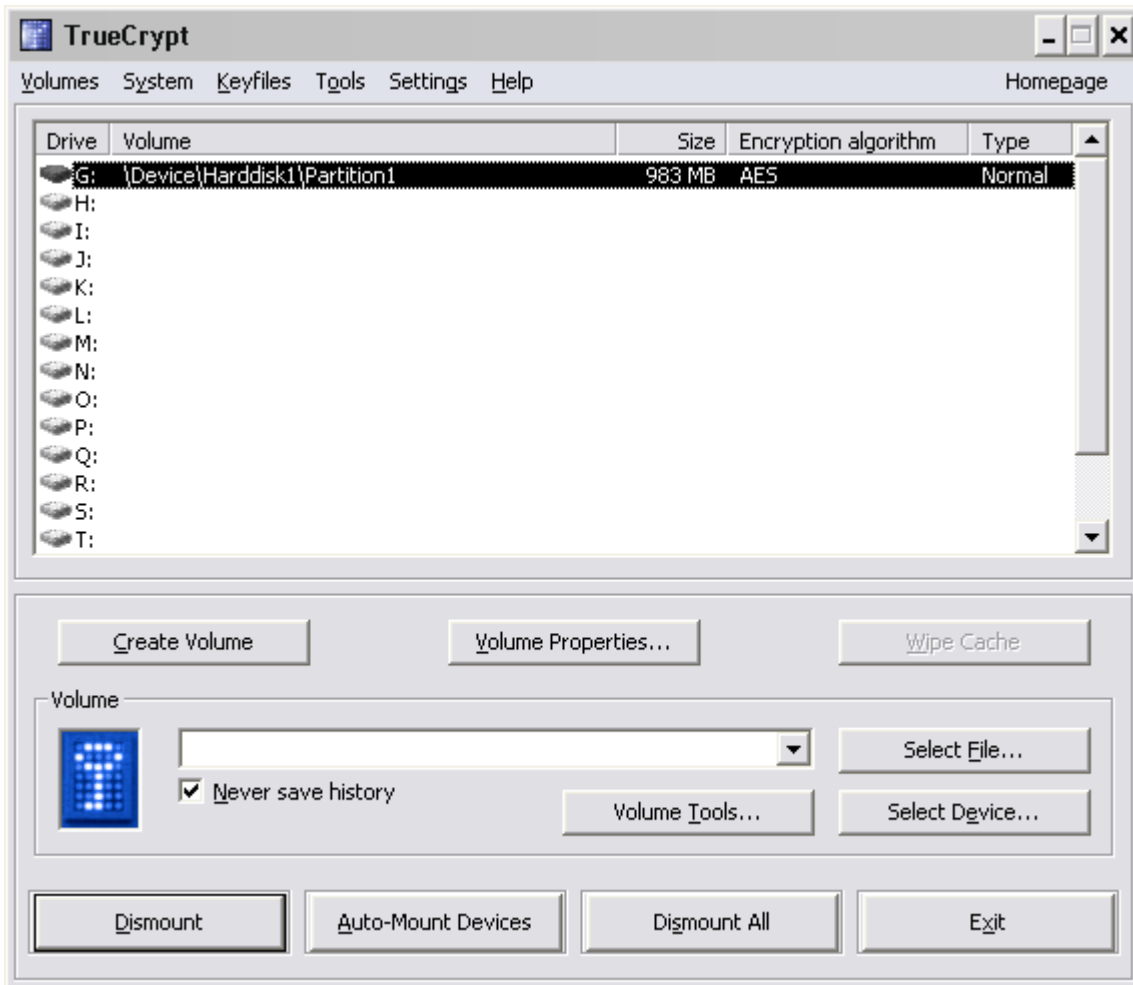 TrueCrypt
Volumes System Keyfiles Tools Settings Help Homepage
Drive Volume Size Encryption algorithm Type
G: \Device\Harddisk1\Partition1 983 MB AES Normal
H:
I:
J:
K:
L:
M:
N:
O:
P:
Q:
R:
S:
T:
Create Volume Volume Properties... Wipe Cache
Volume
Select File...
Never save history
Volume Tools... Select Device...
Dismount Auto-Mount Devices Dismount All Exit